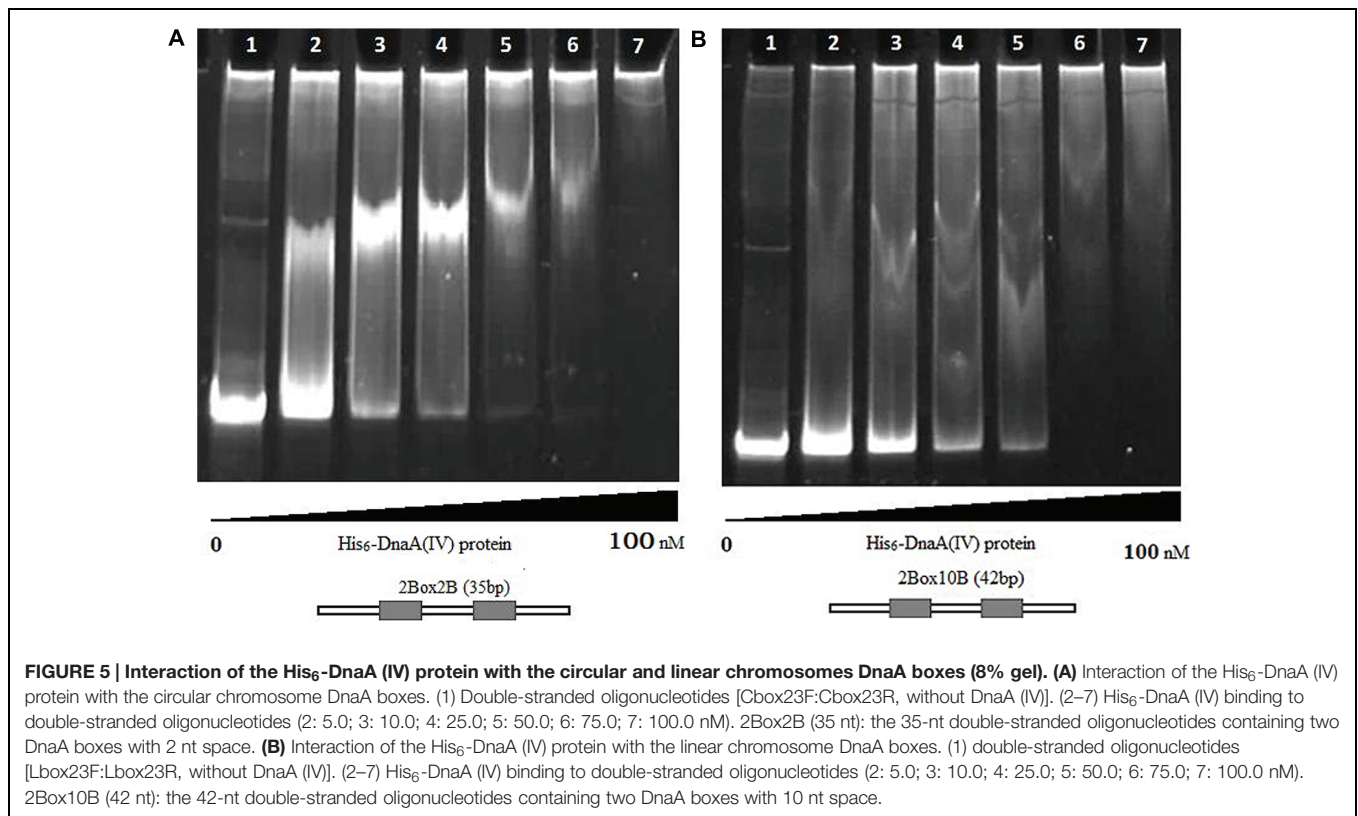 A
1 2 3 4 5 6 7
B
1 2 3 4 5 6 7
0 His₆-DnaA(IV) protein 100 nM
2Box2B (35bp)
0 His₆-DnaA(IV) protein 100 nM
2Box10B (42bp)
FIGURE 5 | Interaction of the His₆-DnaA (IV) protein with the circular and linear chromosomes DnaA boxes (8% gel). (A) Interaction of the His₆-DnaA (IV)
protein with the circular chromosome DnaA boxes. (1) Double-stranded oligonucleotides [Cbox23F:Cbox23R, without DnaA (IV)]. (2–7) His₆-DnaA (IV) binding to
double-stranded oligonucleotides (2: 5.0; 3: 10.0; 4: 25.0; 5: 50.0; 6: 75.0; 7: 100.0 nM). 2Box2B (35 nt): the 35-nt double-stranded oligonucleotides containing two
DnaA boxes with 2 nt space. (B) Interaction of the His₆-DnaA (IV) protein with the linear chromosome DnaA boxes. (1) double-stranded oligonucleotides
[Lbox23F:Lbox23R, without DnaA (IV)]. (2–7) His₆-DnaA (IV) binding to double-stranded oligonucleotides (2: 5.0; 3: 10.0; 4: 25.0; 5: 50.0; 6: 75.0; 7: 100.0 nM).
2Box10B (42 nt): the 42-nt double-stranded oligonucleotides containing two DnaA boxes with 10 nt space.